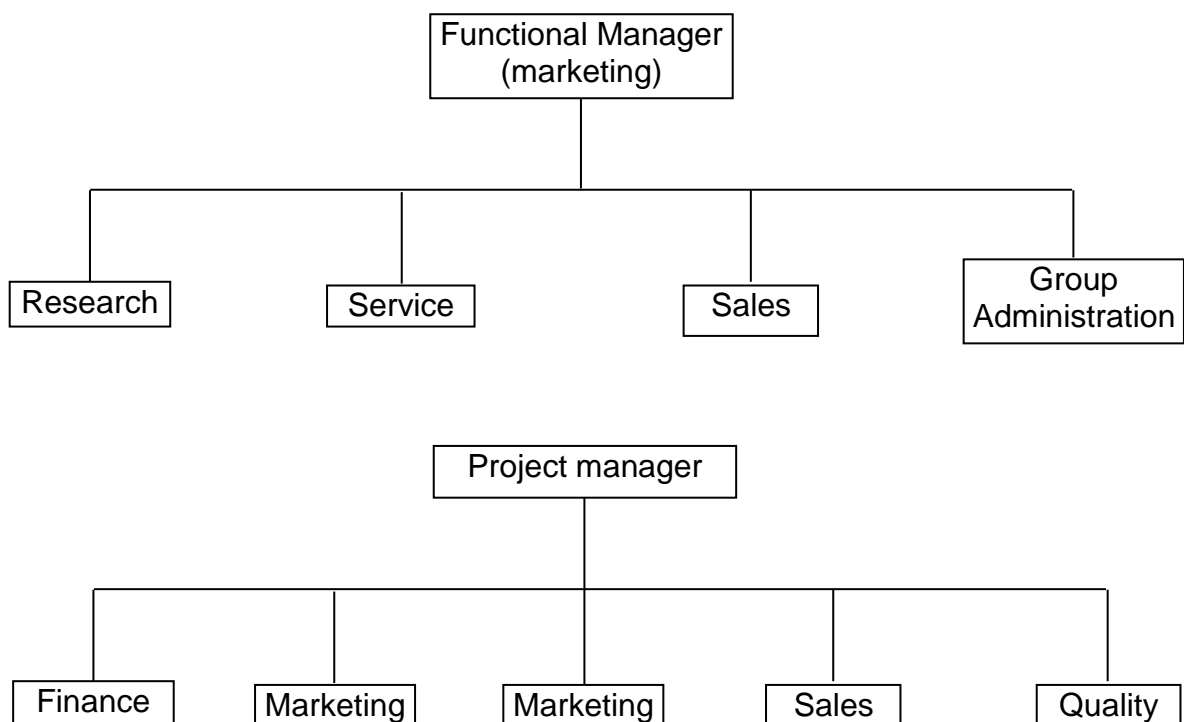 Functional Manager
(marketing)
Research
Service
Sales
Group
Administration
Project manager
Finance
Marketing
Marketing
Sales
Quality